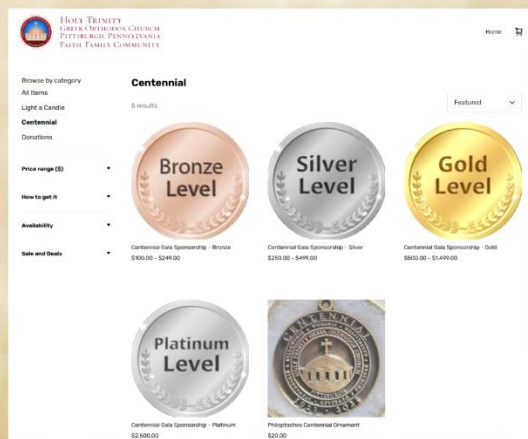 HOLY TRINITY
GREEK ORTHODOX CHURCH
PITTSBURGH, PENNSYLVANIA
FAITH FAMILY COMMUNITY
Home
Browse by category
All Items
Light a Candle
Centennial
Donations
Price range ($)
How to get it
Availability
Sale and Deals
Centennial
5 results
Featured
Bronze
Level
Silver
Level
Gold
Level
Centennial Gala Sponsorship - Bronze
$100.00 - $249.00
Centennial Gala Sponsorship - Silver
$250.00 - $499.00
Centennial Gala Sponsorship - Gold
$500.00 - $1,499.00
Platinum
Level
CENTENNIAL
PITTSBURGH
Centennial Gala Sponsorship - Platinum
$2,500.00
Philoptochos Centennial Ornament
$20.00